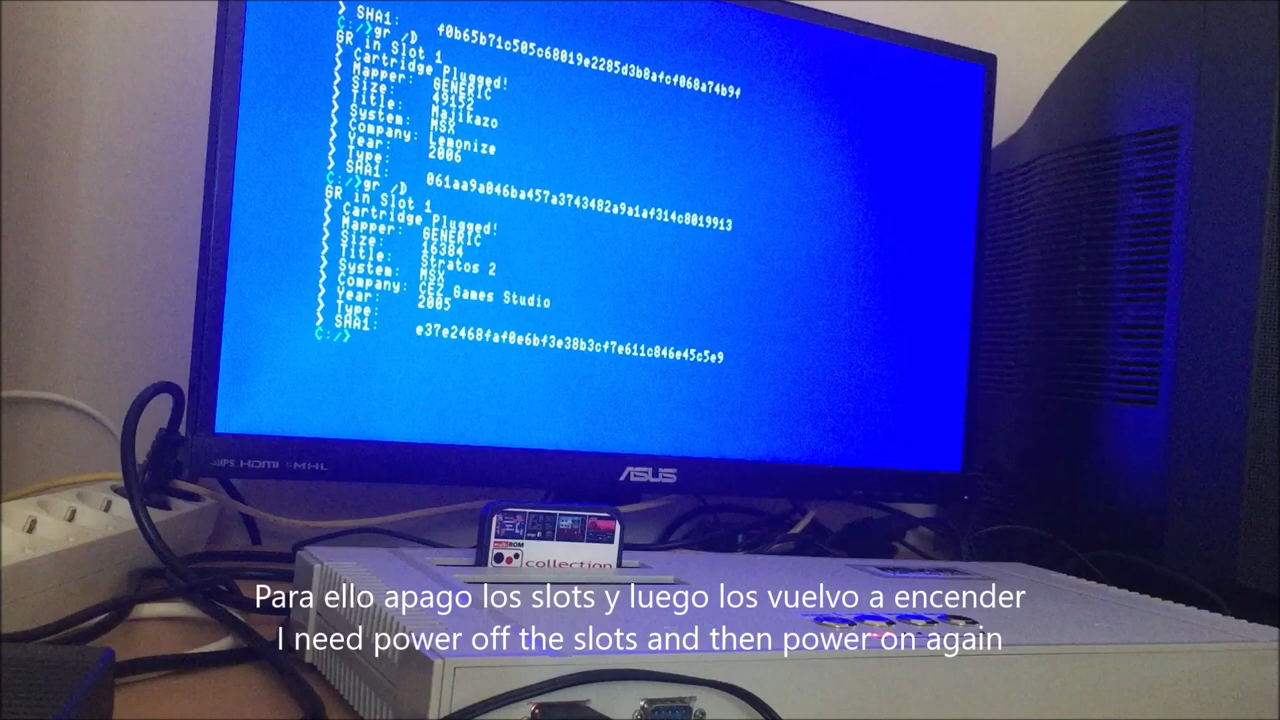 > SHA1: f0b65b71c505c68019e2285d3b8afcf068a74b9f
C:/>gr /D
GR in Slot 1
> Cartridge Plugged!
> Mapper: GENERIC
> Size: 49152
> Title: Majikazo
> System: MSX
> Company: Lemonize
> Year: 2006
> Type:
> SHA1: 061aa9a046ba457a3743482a9a1af314c8019913
C:/>gr /D
GR in Slot 1
> Cartridge Plugged!
> Mapper: GENERIC
> Size: 16384
> Title: Stratos 2
> System: MSX
> Company: CEZ Games Studio
> Year: 2005
> Type:
> SHA1: e37e2468faf0e6bf3e38b3cf7e611c846e45c5e9
C:/>
HDMI MHL
ASUS
multiROM
collection
Para ello apago los slots y luego los vuelvo a encender
I need power off the slots and then power on again